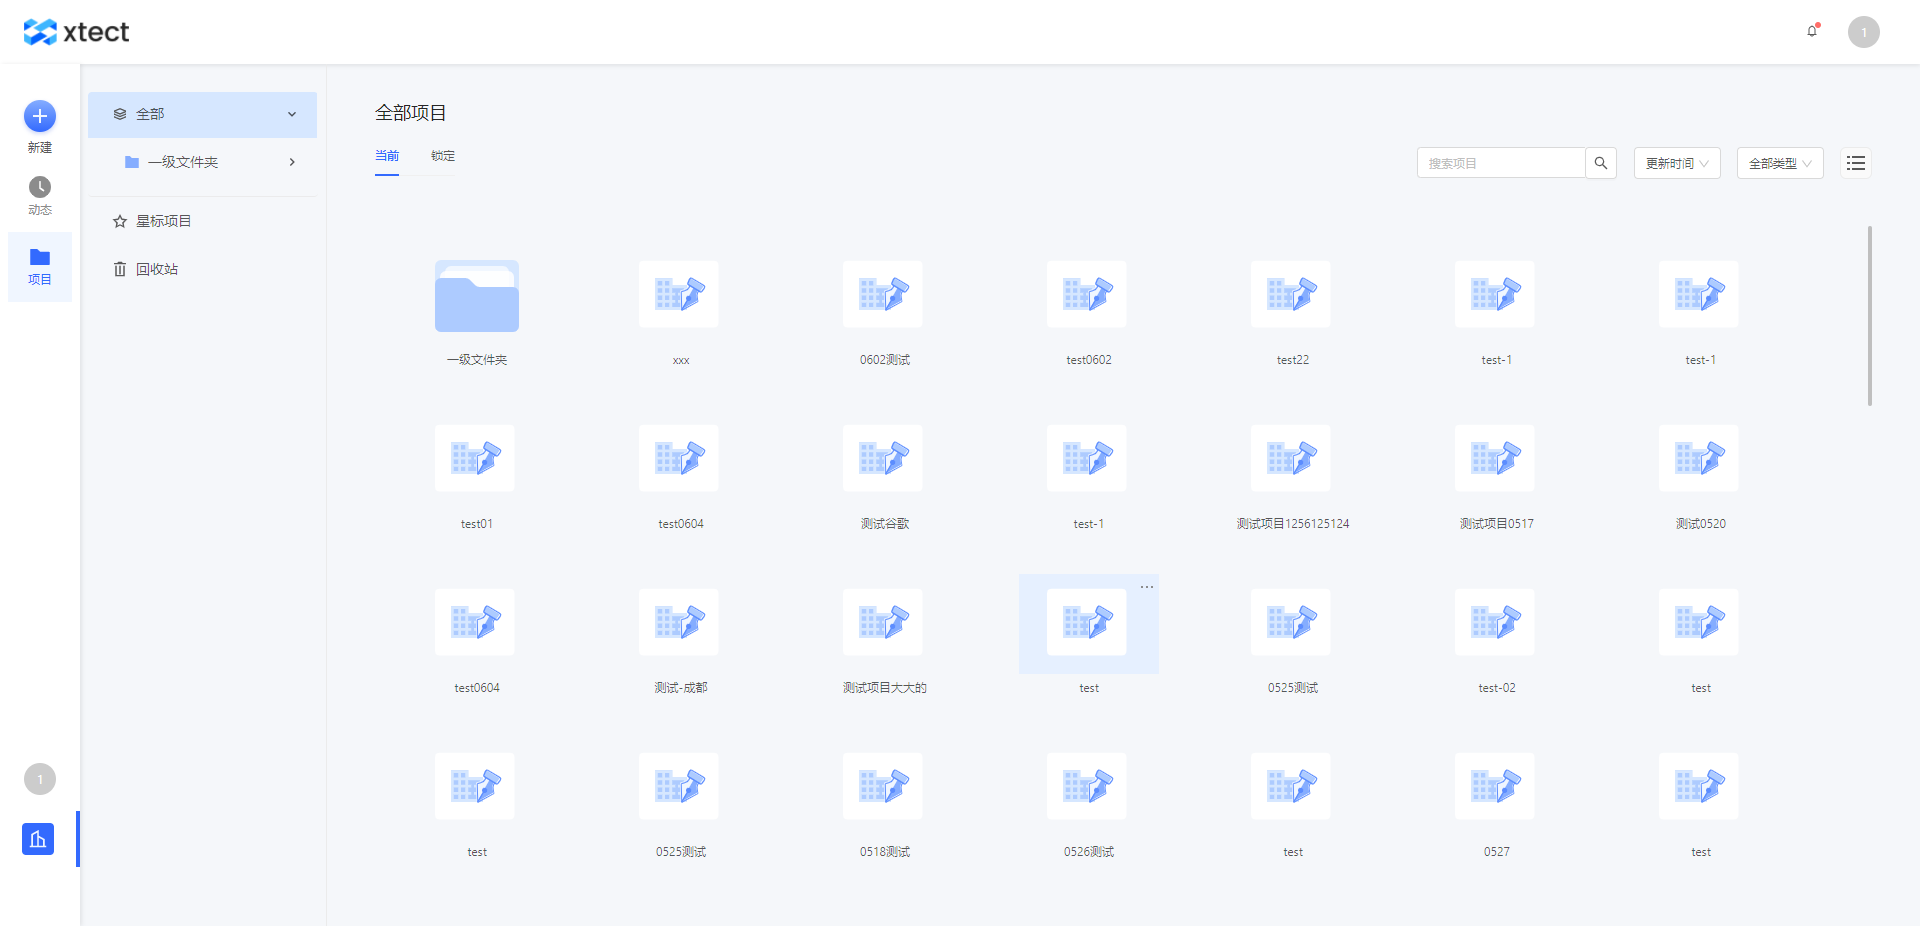 xtect
1
新建
动态
项目
1
全部
一级文件夹
星标项目
回收站
全部项目
当前 锁定
搜索项目 更新时间 全部类型
一级文件夹 xxx 0602测试 test0602 test22 test-1 test-1
test01 test0604 测试谷歌 test-1 测试项目1256125124 测试项目0517 测试0520
test0604 测试-成都 测试项目大大的 test 0525测试 test-02 test
test 0525测试 0518测试 0526测试 test 0527 test